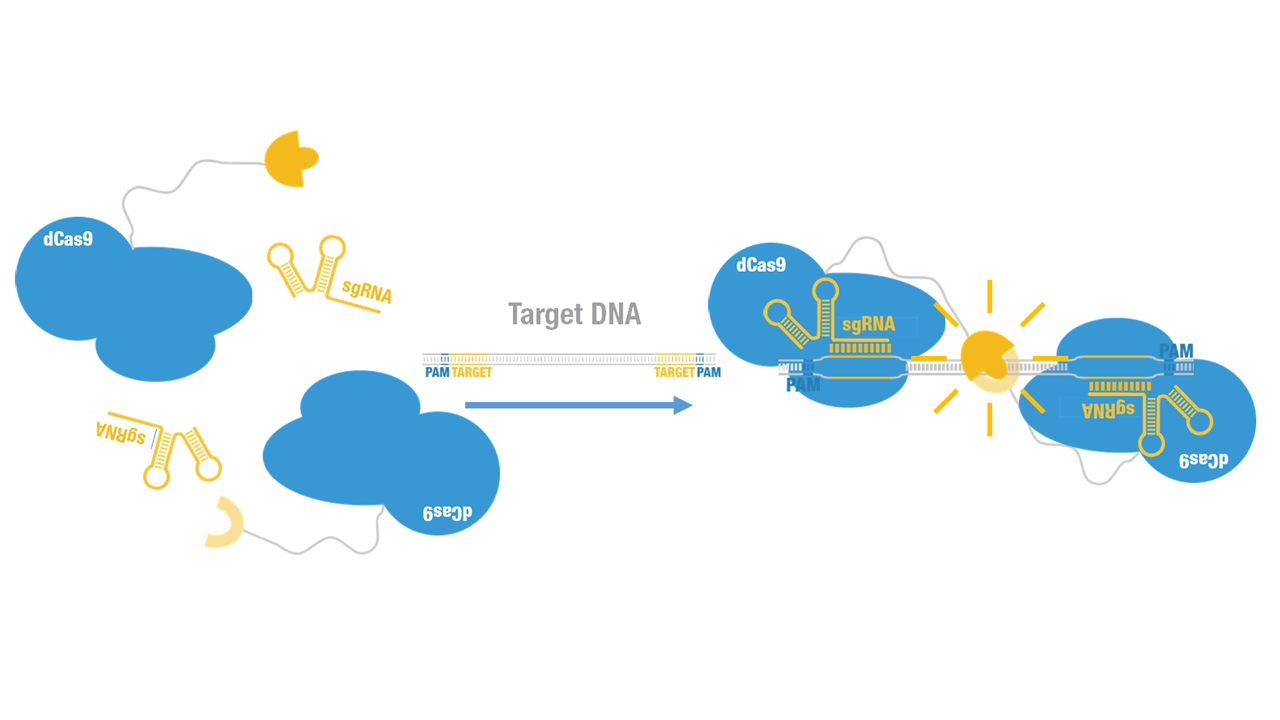 dCas9
sgRNA
sgRNA
dCas9
Target DNA
PAM TARGET
TARGET PAM
dCas9
sgRNA
PAM
PAM
sgRNA
dCas9